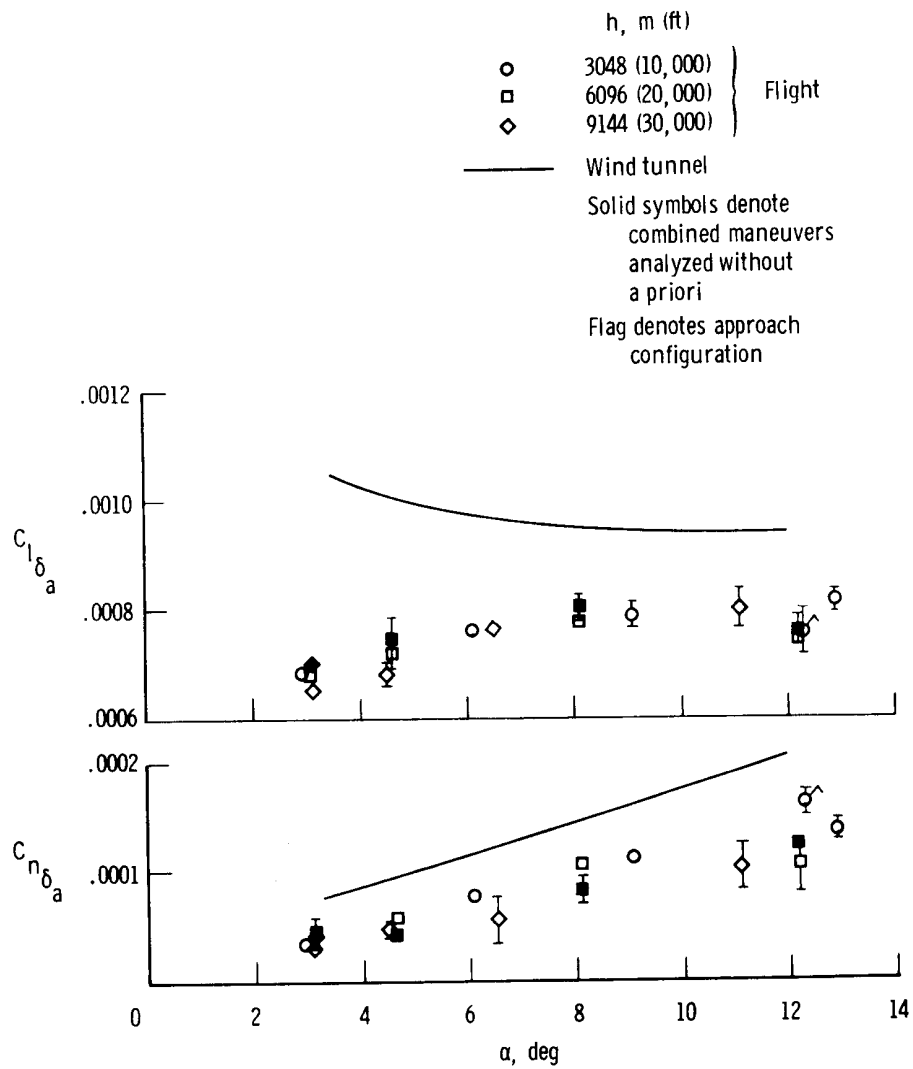 h, m (ft)
3048 (10,000)
6096 (20,000)
9144 (30,000)
Flight
Wind tunnel
Solid symbols denote
combined maneuvers
analyzed without
a priori
Flag denotes approach
configuration
.0012
.0010
C_l_δ_a
.0008
.0006
.0002
C_n_δ_a
.0001
0 2 4 6 8 10 12 14
α, deg